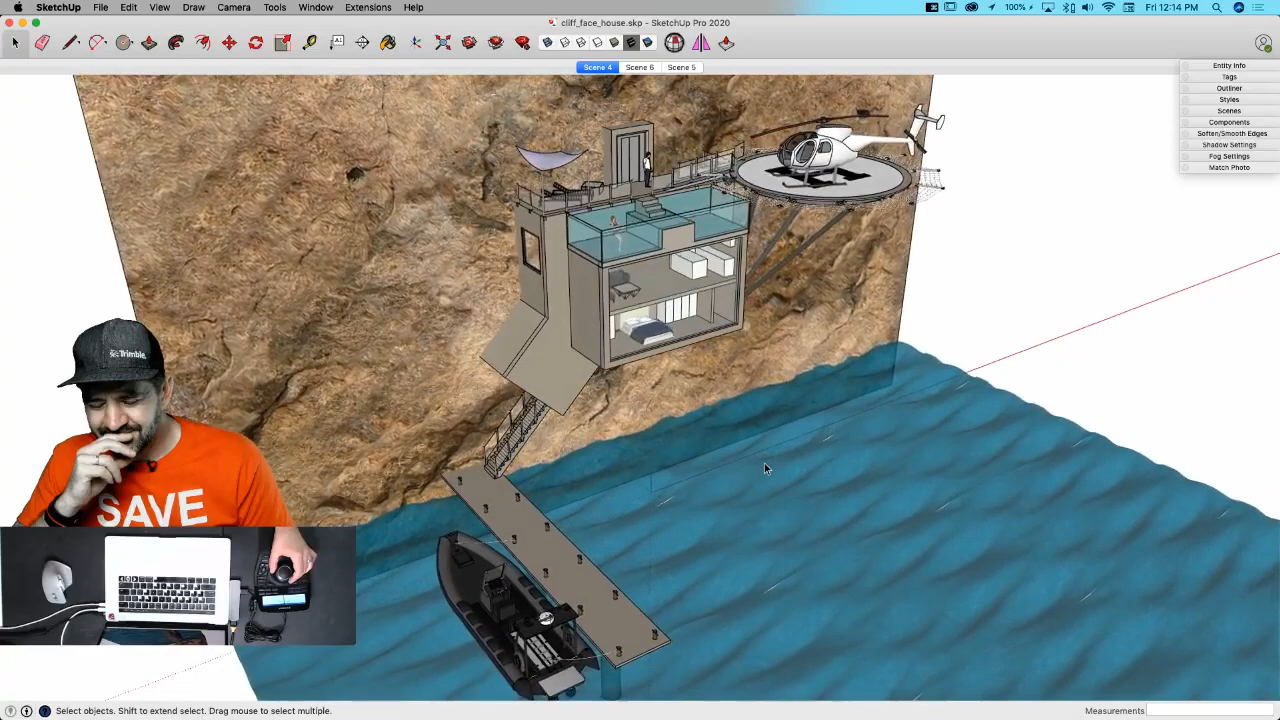 SketchUp File Edit View Draw Camera Tools Window Extensions Help
100% Fri 12:14 PM
cliff_face_house.skp - SketchUp Pro 2020
Scene 4 Scene 6 Scene 5
Entity Info
Tags
Outliner
Styles
Scenes
Components
Soften/Smooth Edges
Shadow Settings
Fog Settings
Match Photo
Trimble.
SAVE
Select objects. Shift to extend select. Drag mouse to select multiple.
Measurements